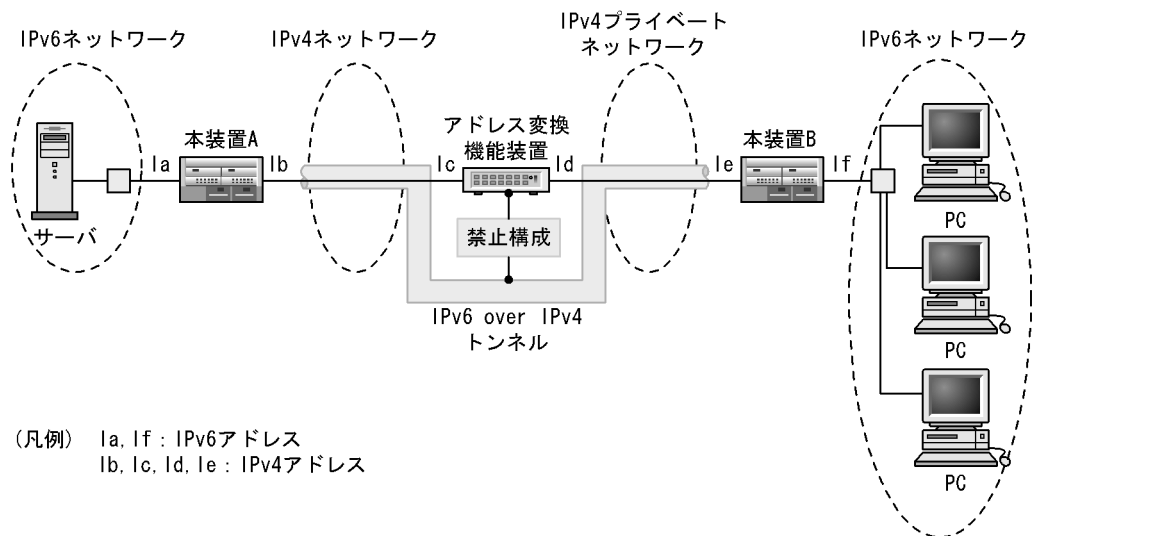 IPv6ネットワーク
IPv4ネットワーク
IPv4プライベート
ネットワーク
IPv6ネットワーク
本装置A
アドレス変換
機能装置
本装置B
Ia
Ib
Ic
Id
Ie
If
サーバ
禁止構成
PC
IPv6 over IPv4
トンネル
PC
PC
(凡例) Ia, If : IPv6アドレス
Ib, Ic, Id, Ie : IPv4アドレス